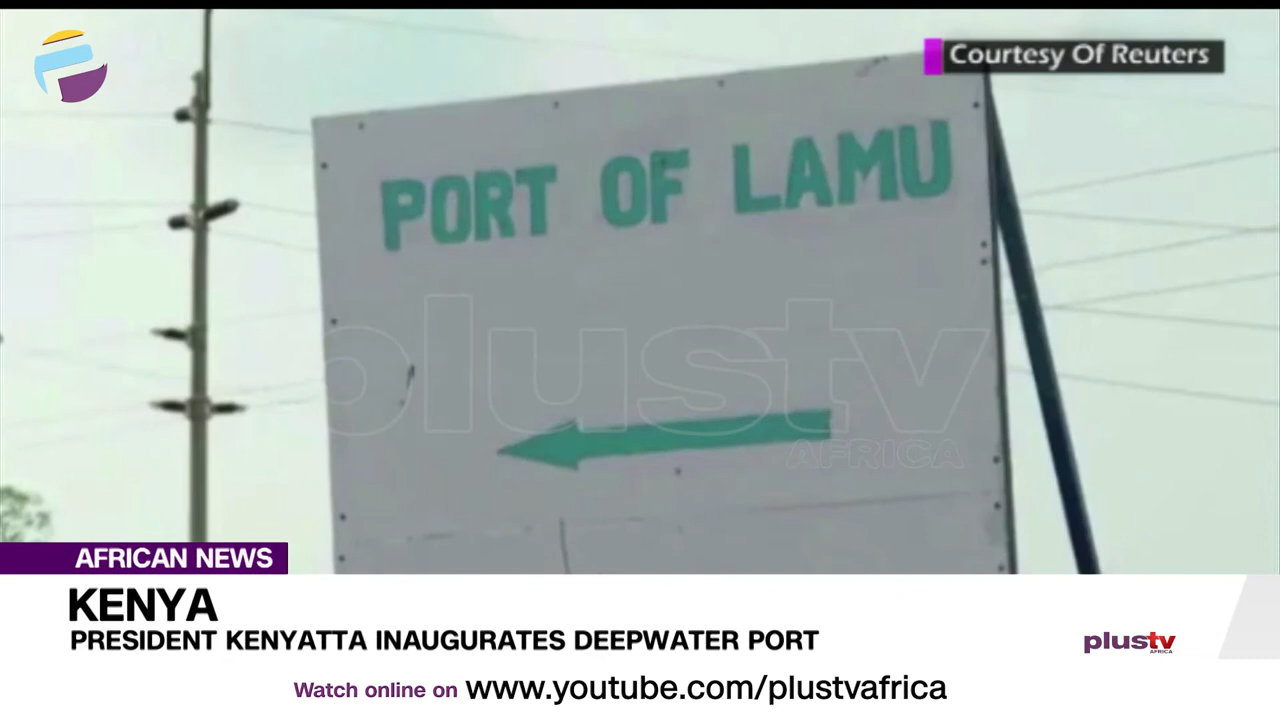 Courtesy Of Reuters
PORT OF LAMU
plustv
AFRICA
AFRICAN NEWS
KENYA
PRESIDENT KENYATTA INAUGURATES DEEPWATER PORT
plustv
AFRICA
Watch online on www.youtube.com/plustvafrica